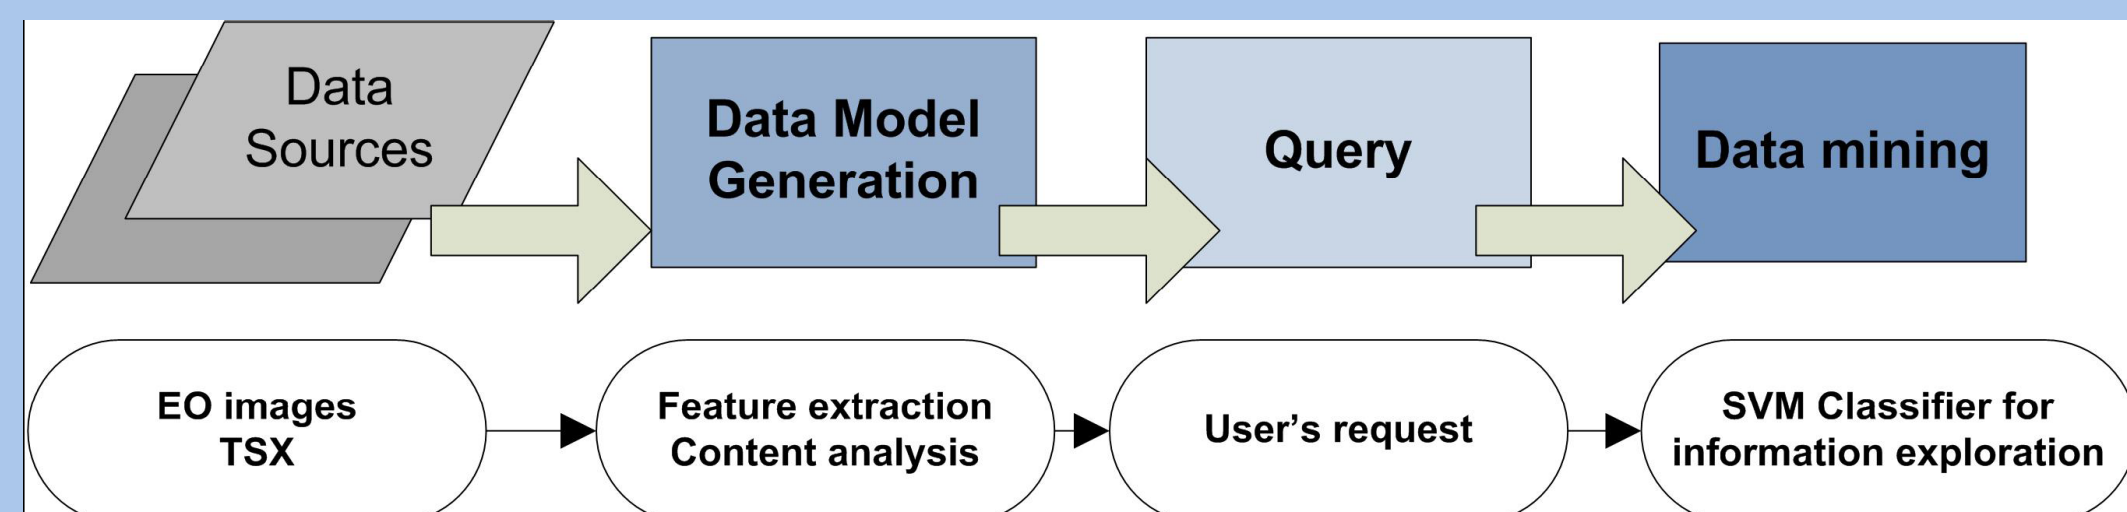 Data
Sources
Data Model
Generation
Query
Data mining
EO images
TSX
Feature extraction
Content analysis
User's request
SVM Classifier for
information exploration